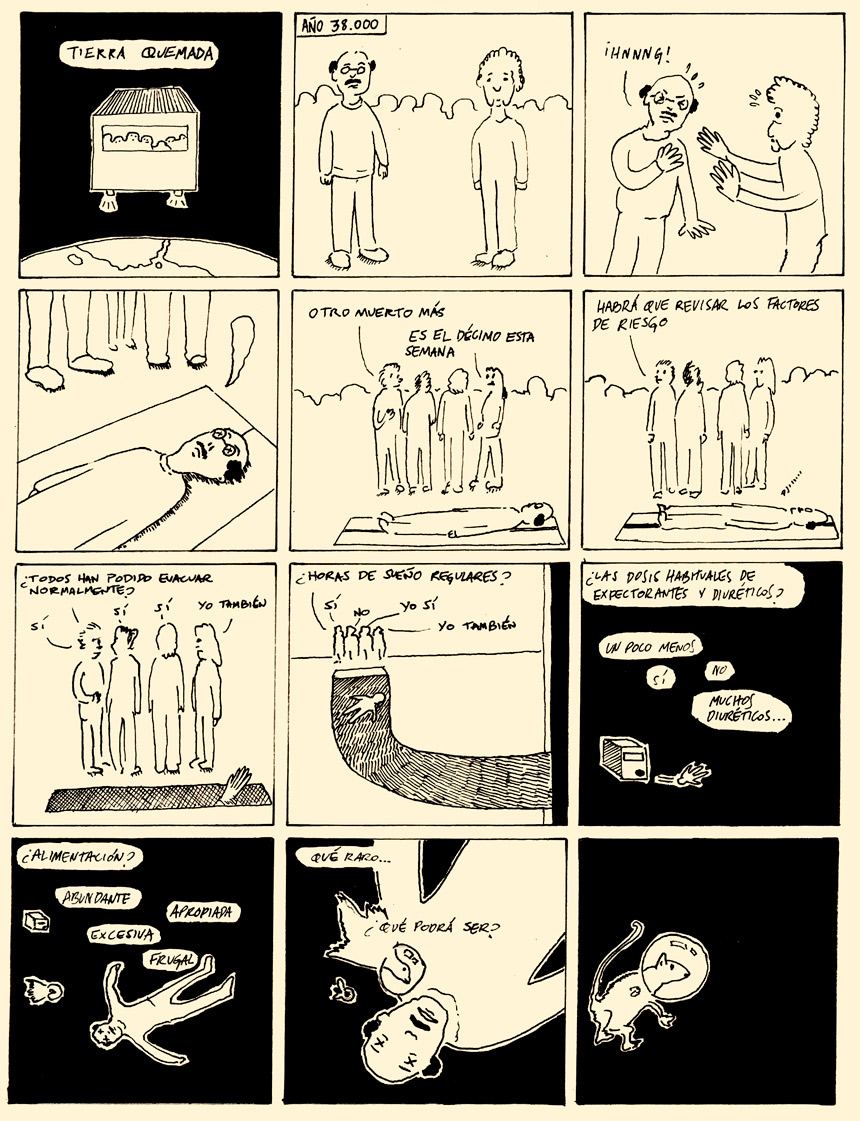 TIERRA QUEMADA
AÑO 38.000
¡HNNNG!
OTRO MUERTO MÁS
ES EL DÉCIMO ESTA
SEMANA
HABRÁ QUE REVISAR LOS FACTORES
DE RIESGO
¿TODOS HAN PODIDO EVACUAR
NORMALMENTE?
SÍ
SÍ
SÍ
YO TAMBIÉN
¿HORAS DE SUEÑO REGULARES?
SÍ
NO
YO SÍ
YO TAMBIÉN
¿LAS DOSIS HABITUALES DE
EXPECTORANTES Y DIURÉTICOS?
UN POCO MENOS
SÍ
NO
MUCHOS
DIURÉTICOS...
¿ALIMENTACIÓN?
ABUNDANTE
APROPIADA
EXCESIVA
FRUGAL
QUÉ RARO...
¿QUÉ PODRÁ SER?